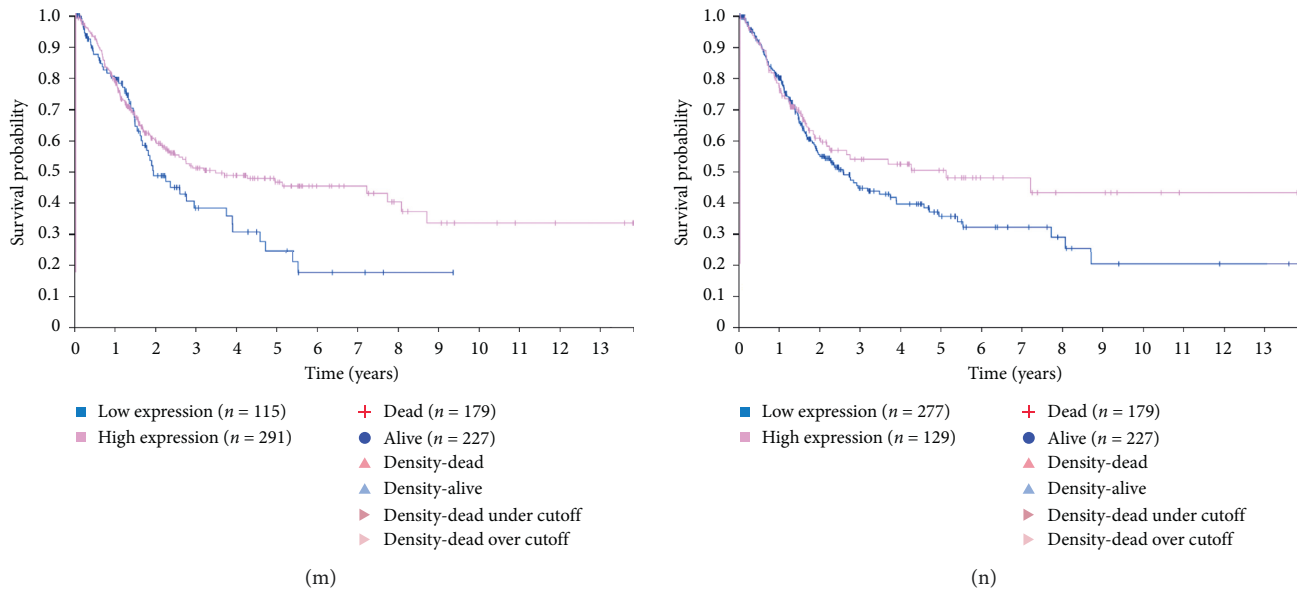 1.0
0.9
0.8
0.7
0.6
0.5
0.4
0.3
0.2
0.1
0
Survival probability
0 1 2 3 4 5 6 7 8 9 10 11 12 13
Time (years)
Low expression (n = 115)
High expression (n = 291)
Dead (n = 179)
Alive (n = 227)
Density-dead
Density-alive
Density-dead under cutoff
Density-dead over cutoff
(m)
1.0
0.9
0.8
0.7
0.6
0.5
0.4
0.3
0.2
0.1
0
Survival probability
0 1 2 3 4 5 6 7 8 9 10 11 12 13
Time (years)
Low expression (n = 277)
High expression (n = 129)
Dead (n = 179)
Alive (n = 227)
Density-dead
Density-alive
Density-dead under cutoff
Density-dead over cutoff
(n)